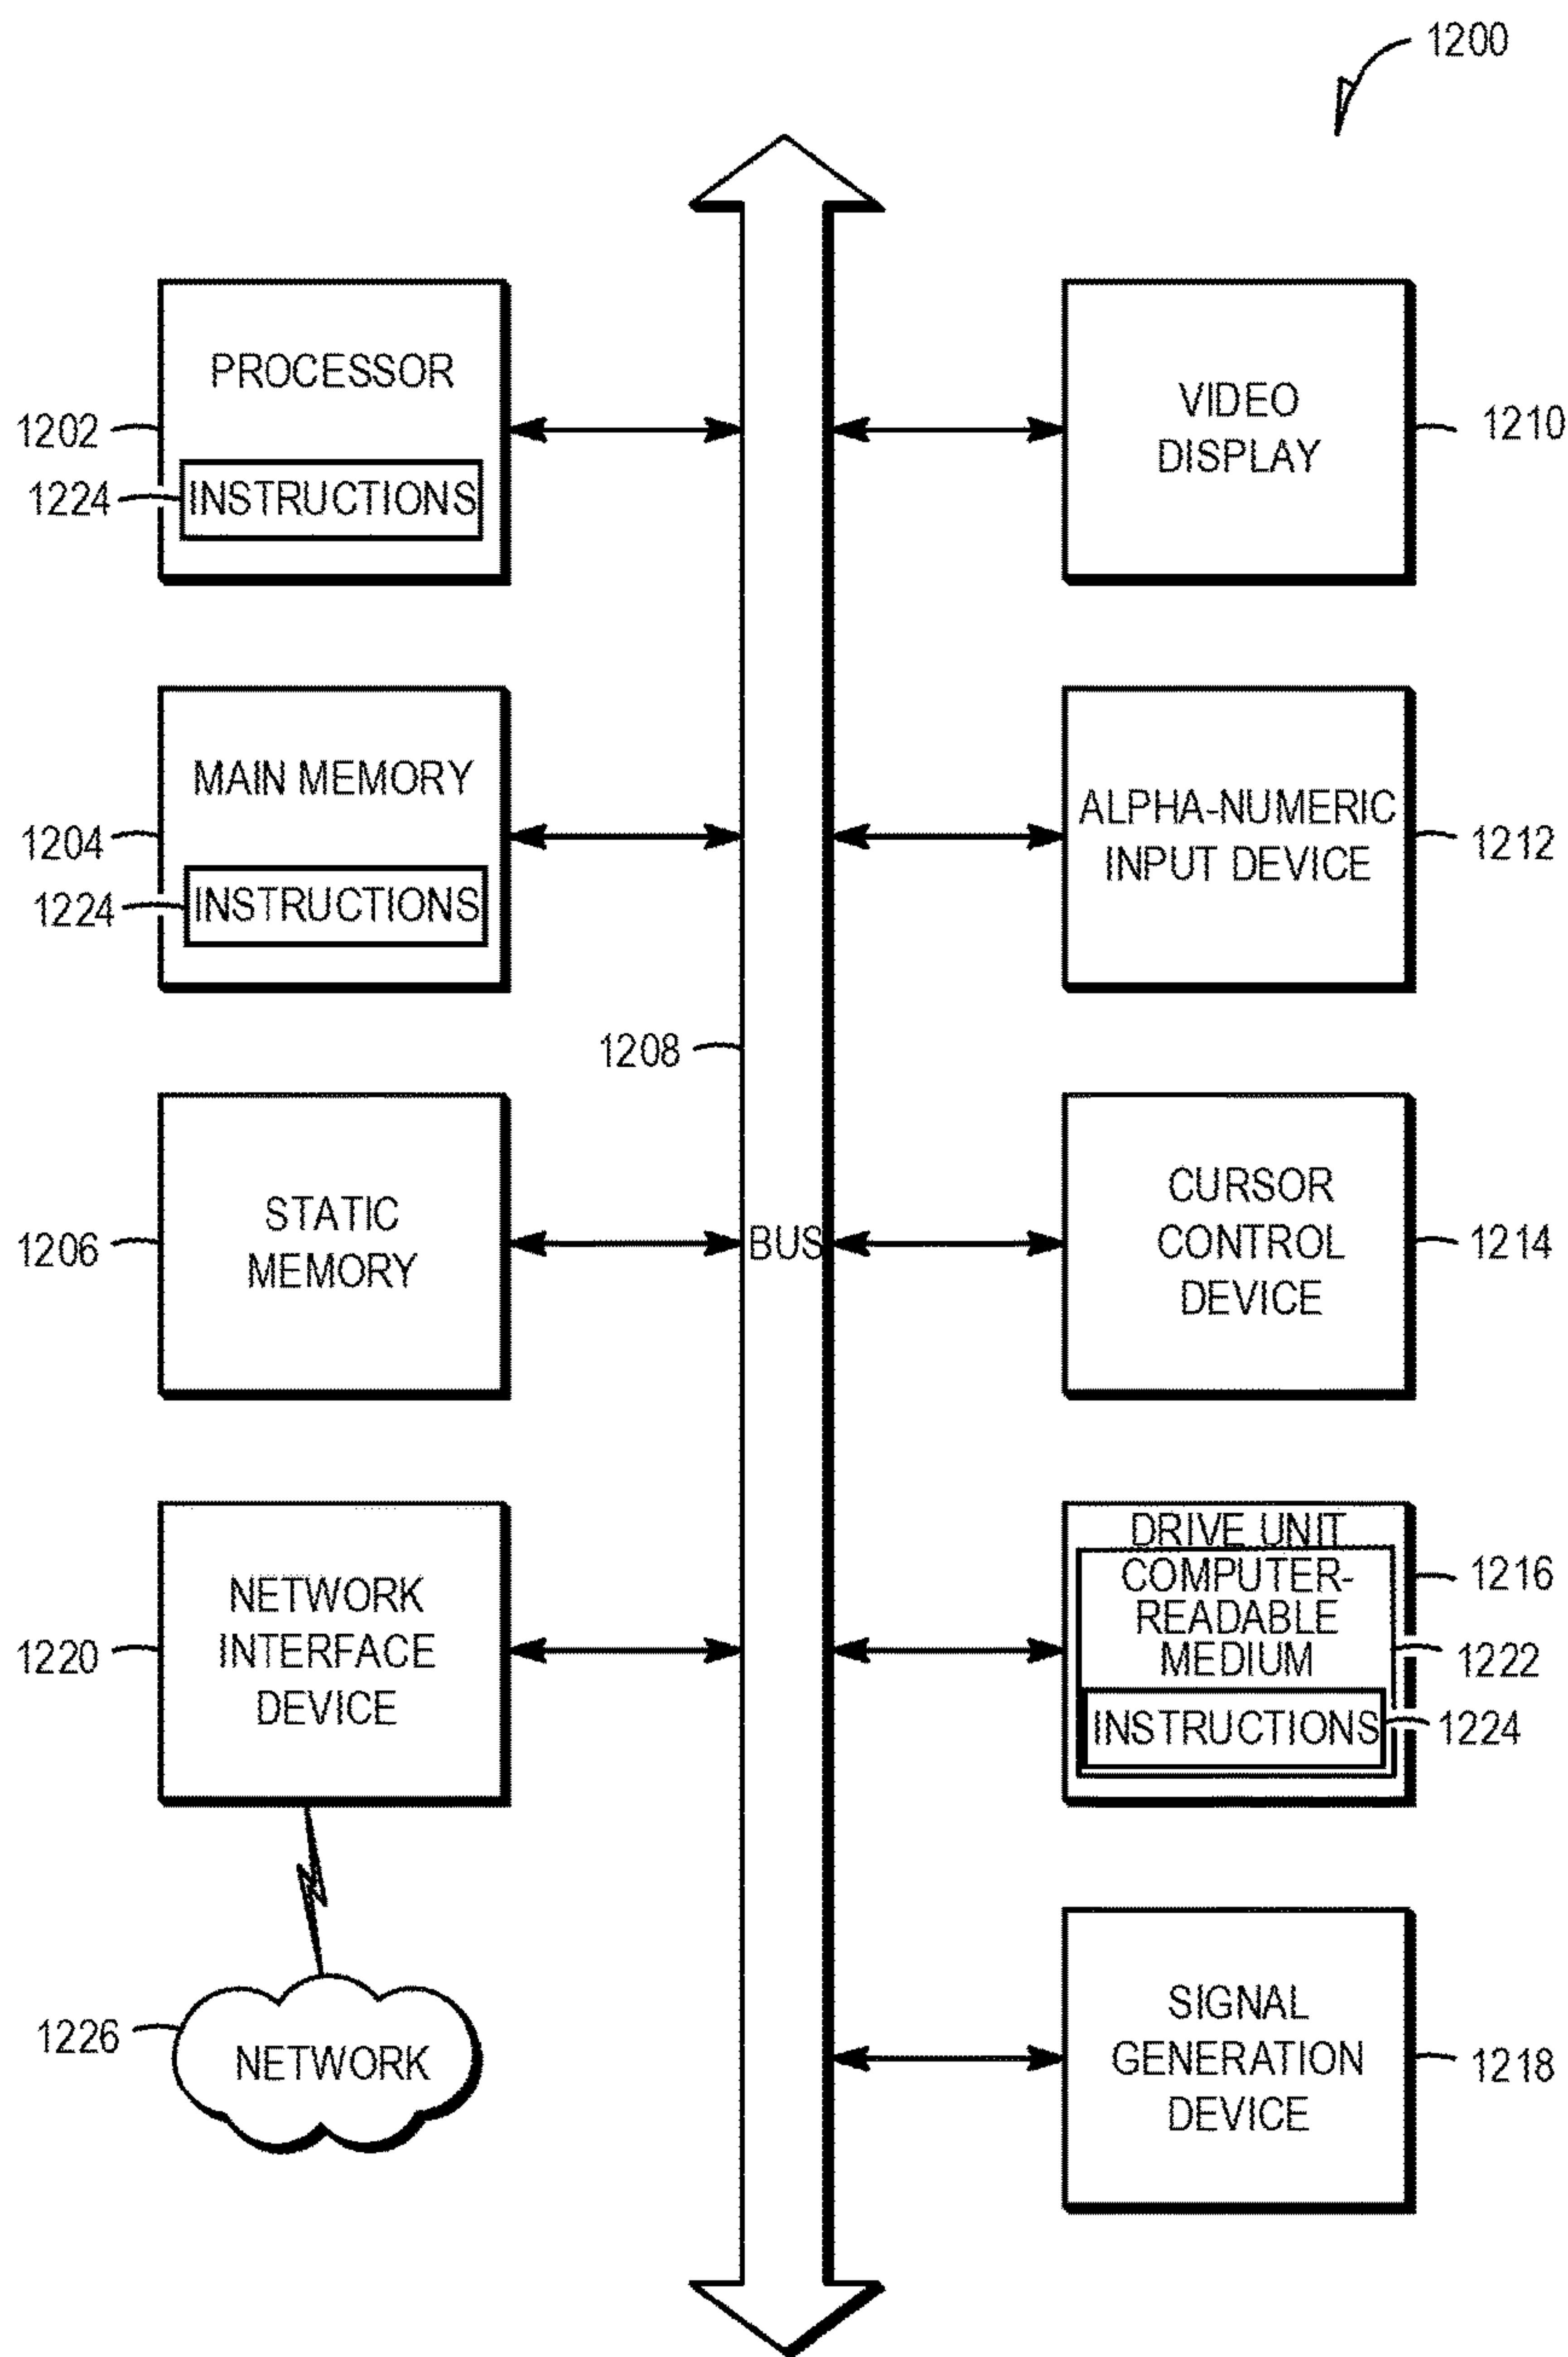 1200
PROCESSOR
1202
1224
INSTRUCTIONS
VIDEO
DISPLAY
1210
MAIN MEMORY
1204
1224
INSTRUCTIONS
ALPHA-NUMERIC
INPUT DEVICE
1212
1208
STATIC
MEMORY
1206
BUS
CURSOR
CONTROL
DEVICE
1214
NETWORK
INTERFACE
DEVICE
1220
DRIVE UNIT
COMPUTER-
READABLE
MEDIUM
1216
1222
INSTRUCTIONS
1224
1226
NETWORK
SIGNAL
GENERATION
DEVICE
1218